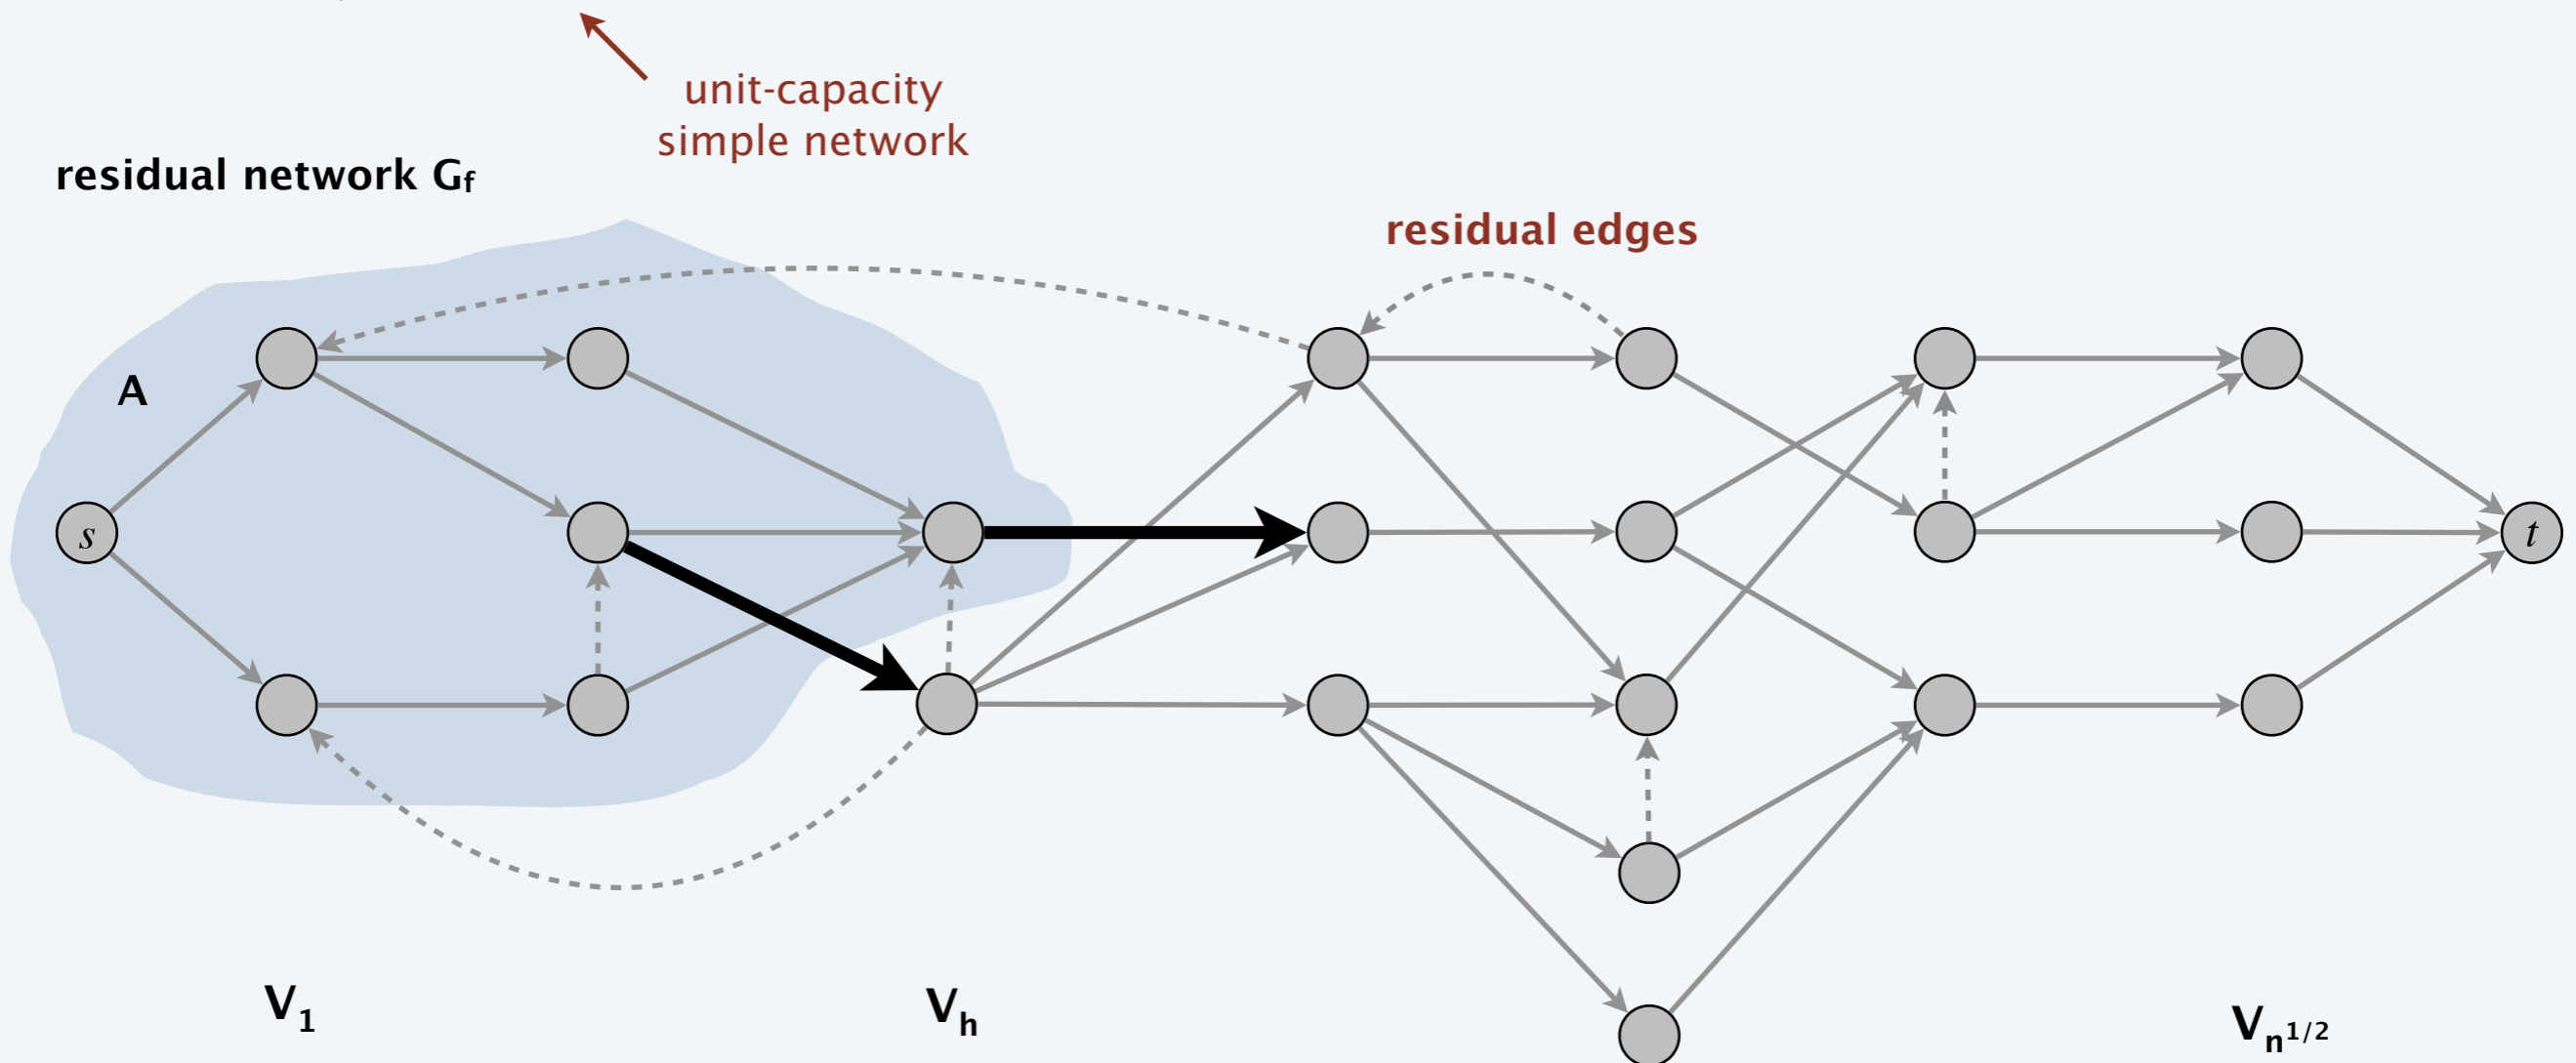 unit-capacity
simple network
residual network Gf
residual edges
A
s
t
V1
Vh
Vn1/2